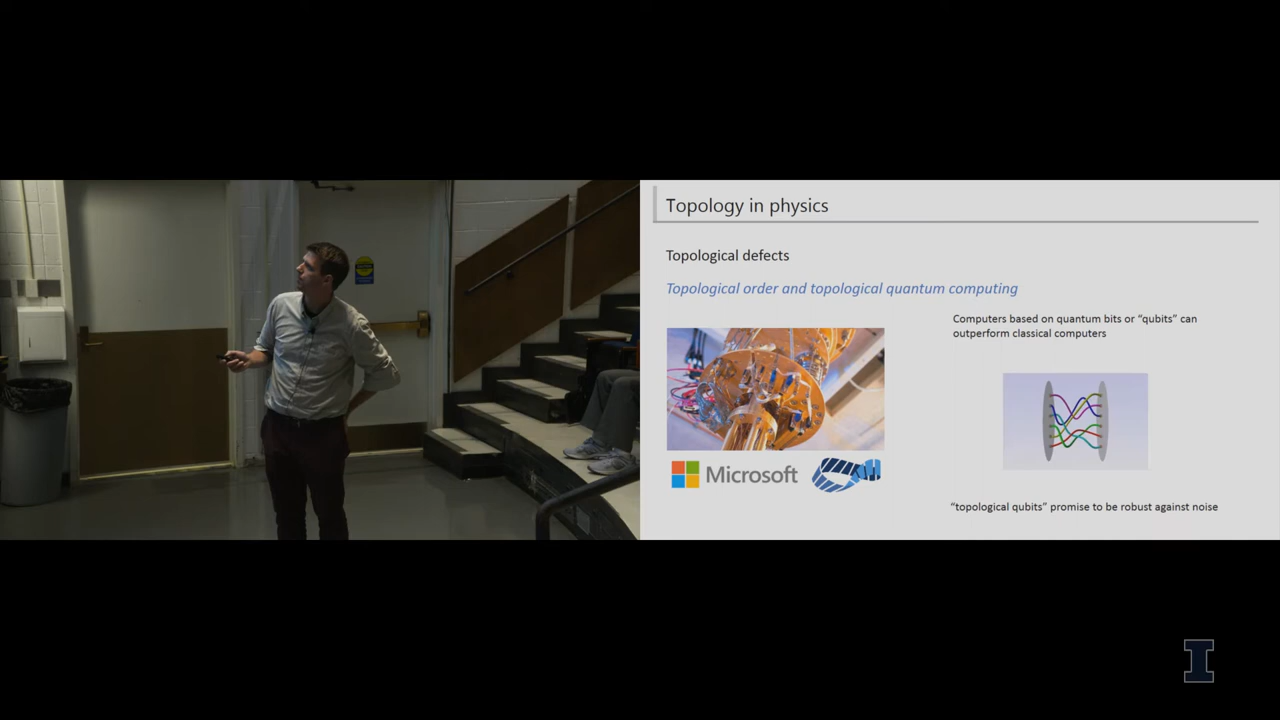 Topology in physics
Topological defects
Topological order and topological quantum computing
Computers based on quantum bits or “qubits” can
outperform classical computers
Microsoft
“topological qubits” promise to be robust against noise
I